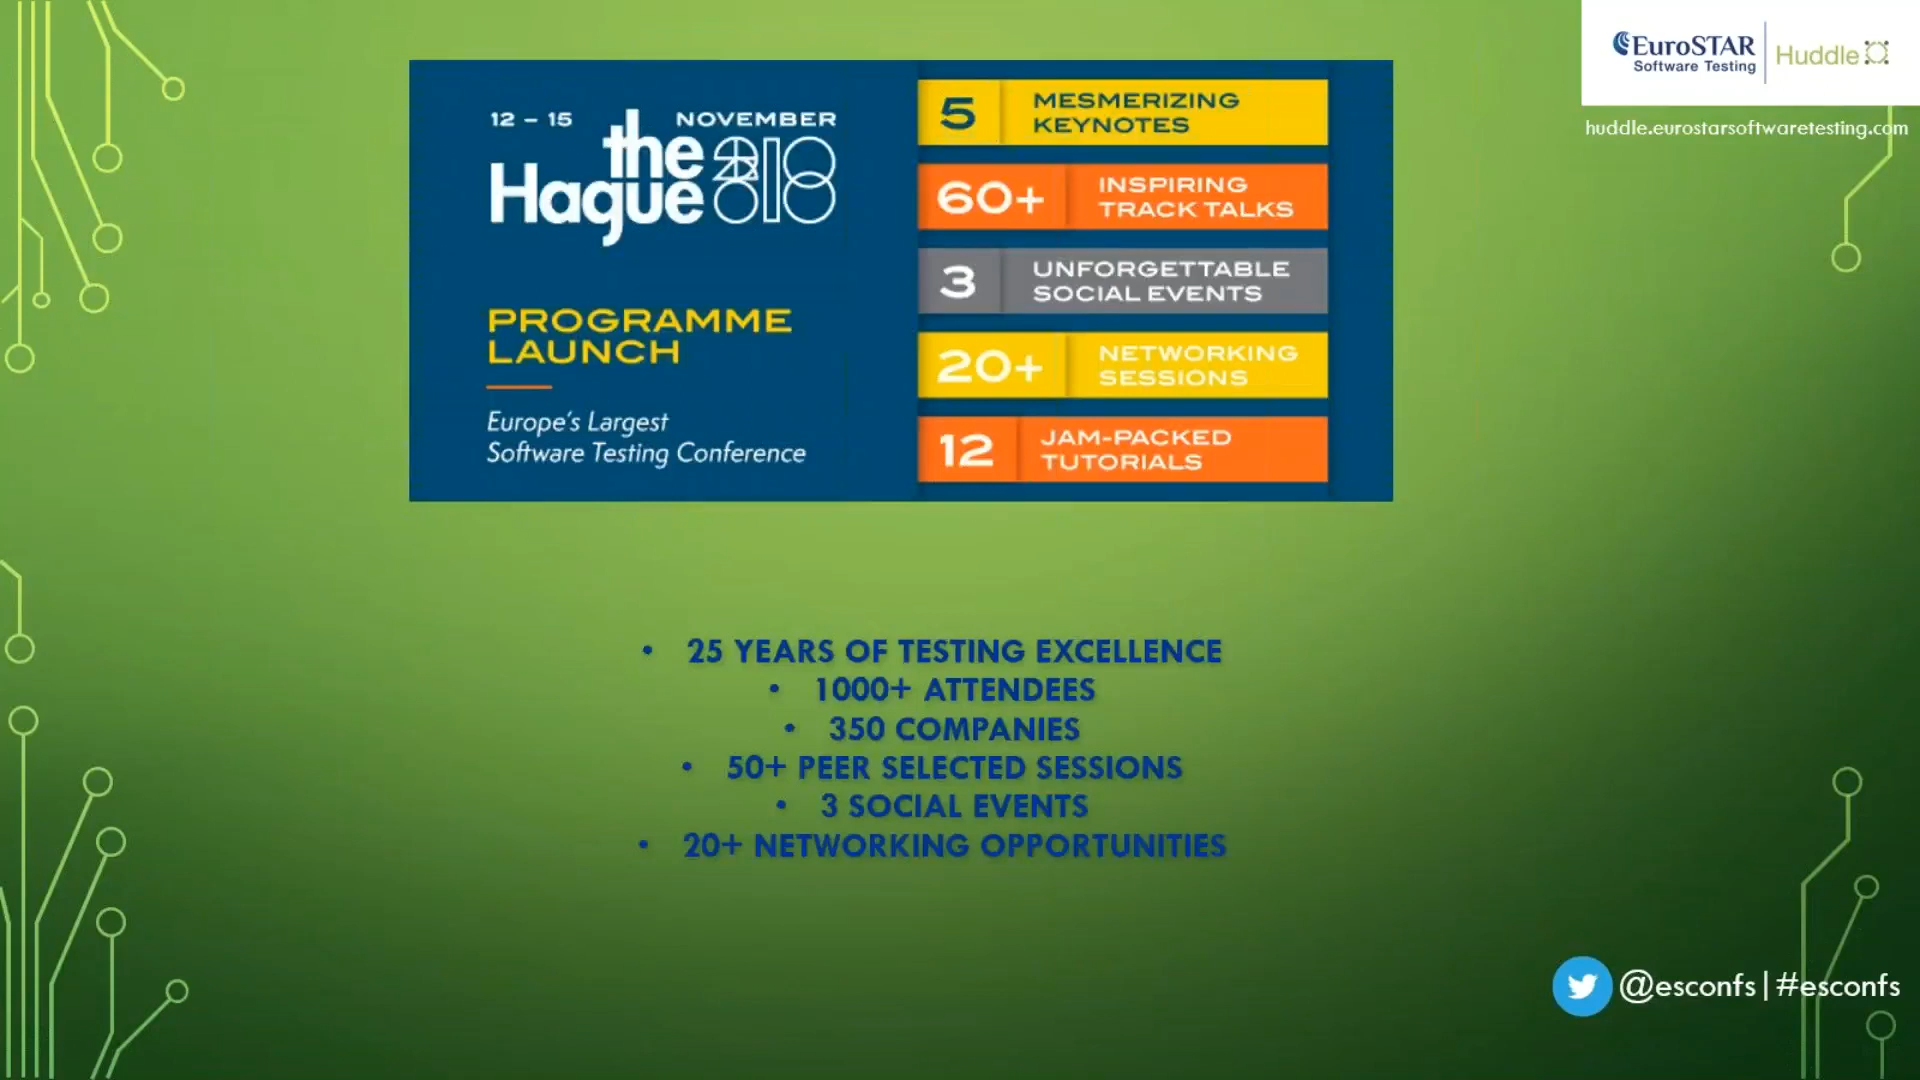 EuroSTAR
Software Testing
Huddle
huddle.eurostarsoftwaretesting.com
12 – 15 NOVEMBER
the
Hague
2018
PROGRAMME
LAUNCH
Europe's Largest
Software Testing Conference
5 MESMERIZING
KEYNOTES
60+ INSPIRING
TRACK TALKS
3 UNFORGETTABLE
SOCIAL EVENTS
20+ NETWORKING
SESSIONS
12 JAM-PACKED
TUTORIALS
• 25 YEARS OF TESTING EXCELLENCE
• 1000+ ATTENDEES
• 350 COMPANIES
• 50+ PEER SELECTED SESSIONS
• 3 SOCIAL EVENTS
• 20+ NETWORKING OPPORTUNITIES
@esconfs | #esconfs